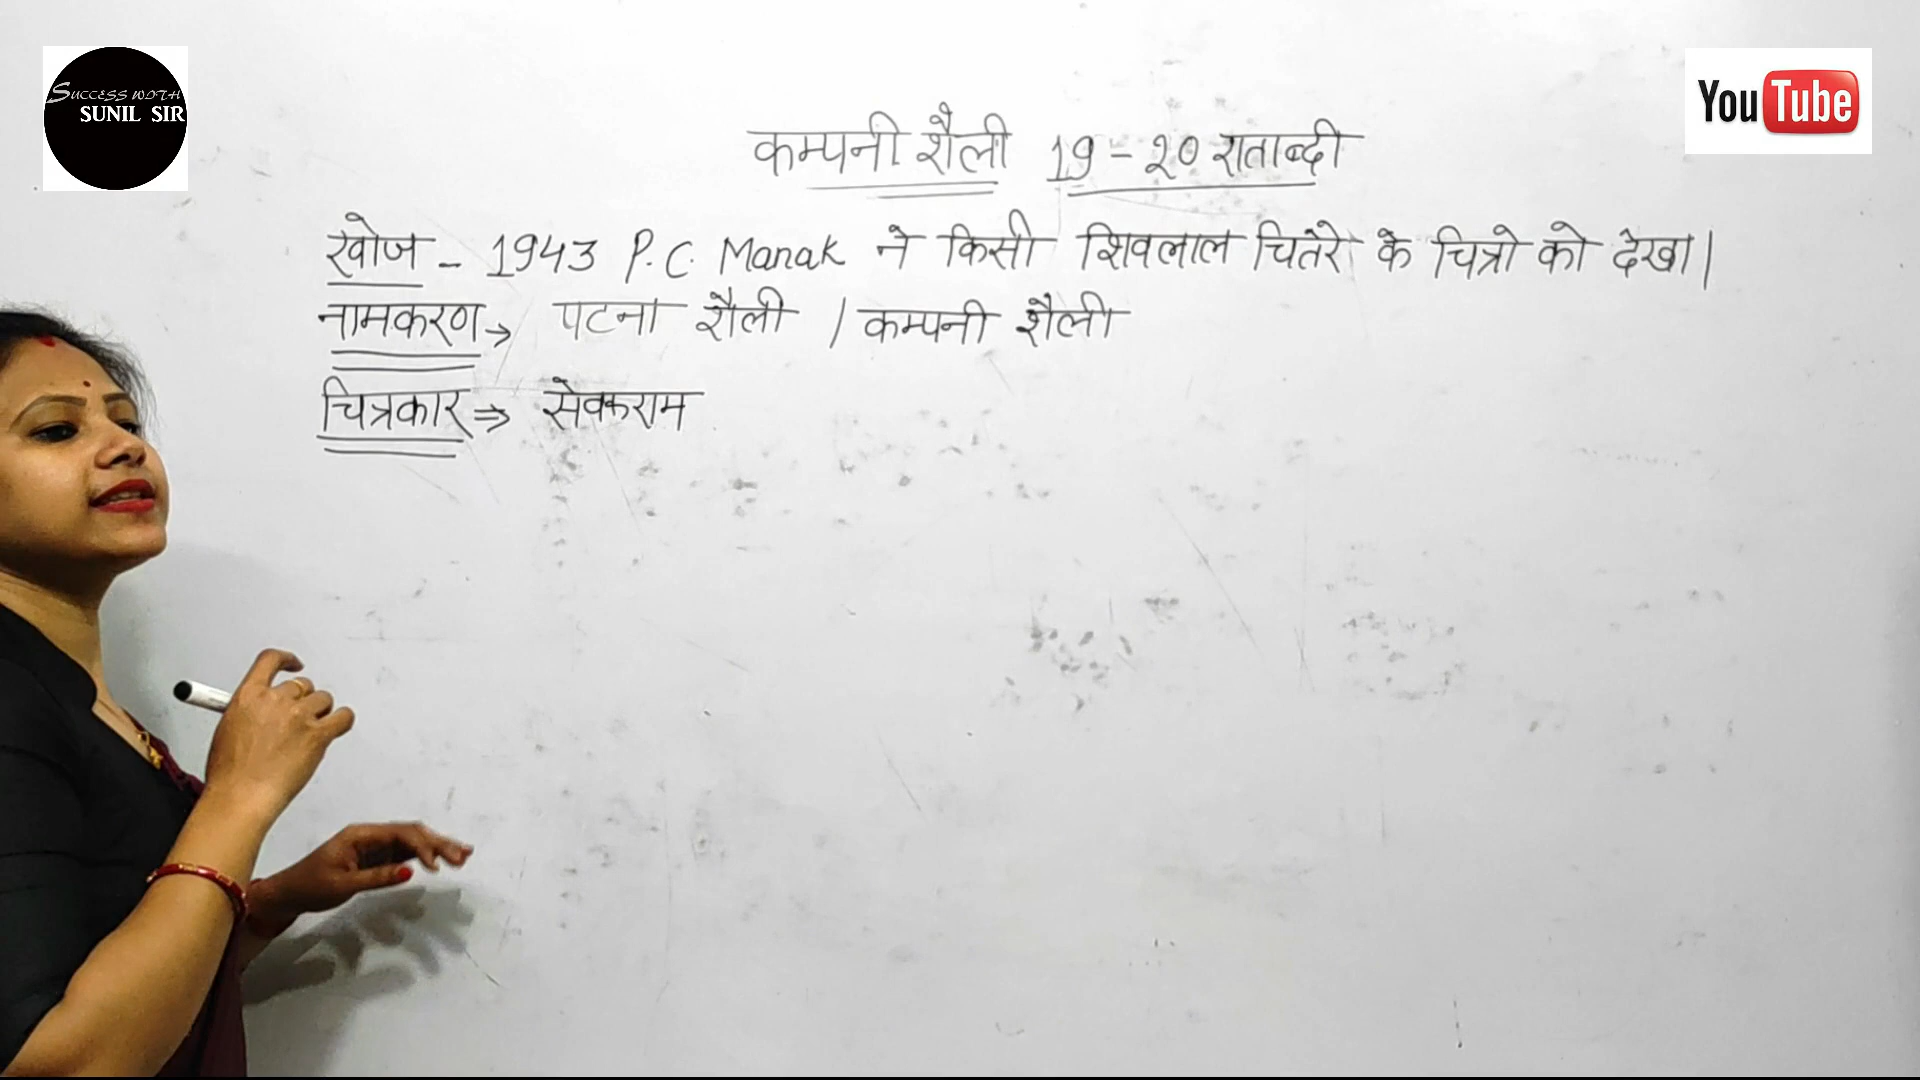 SUCCESS WITH
SUNIL SIR
YouTube
कम्पनी शैली 19 - 20 शताब्दी
खोज - 1943 P. C. Manak ने किसी शिवलाल चितेरे के चित्रो को देखा।
नामकरण → पटना शैली / कम्पनी शैली
चित्रकार ⇒ सेवकराम